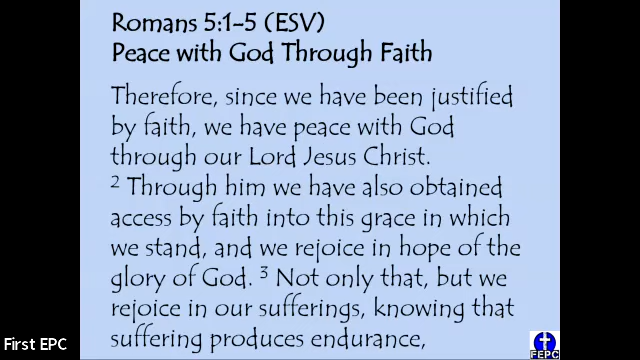 Romans 5:1-5 (ESV)
Peace with God Through Faith
Therefore, since we have been justified
by faith, we have peace with God
through our Lord Jesus Christ.
2 Through him we have also obtained
access by faith into this grace in which
we stand, and we rejoice in hope of the
glory of God. 3 Not only that, but we
rejoice in our sufferings, knowing that
suffering produces endurance,
First EPC
FEPC